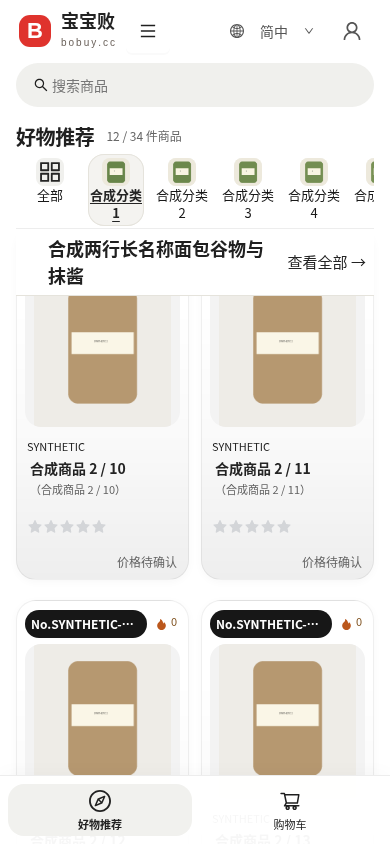 B 宝宝败
bobuy.cc
简中
搜索商品
好物推荐 12 / 34 件商品
全部
合成分类 1
合成分类 2
合成分类 3
合成分类 4
合成两行长名称面包谷物与
抹酱
查看全部 →
SYNTHETIC
合成商品 2 / 10
（合成商品 2 / 10）
价格待确认
SYNTHETIC
合成商品 2 / 11
（合成商品 2 / 11）
价格待确认
No.SYNTHETIC-··· 0
No.SYNTHETIC-··· 0
好物推荐
购物车